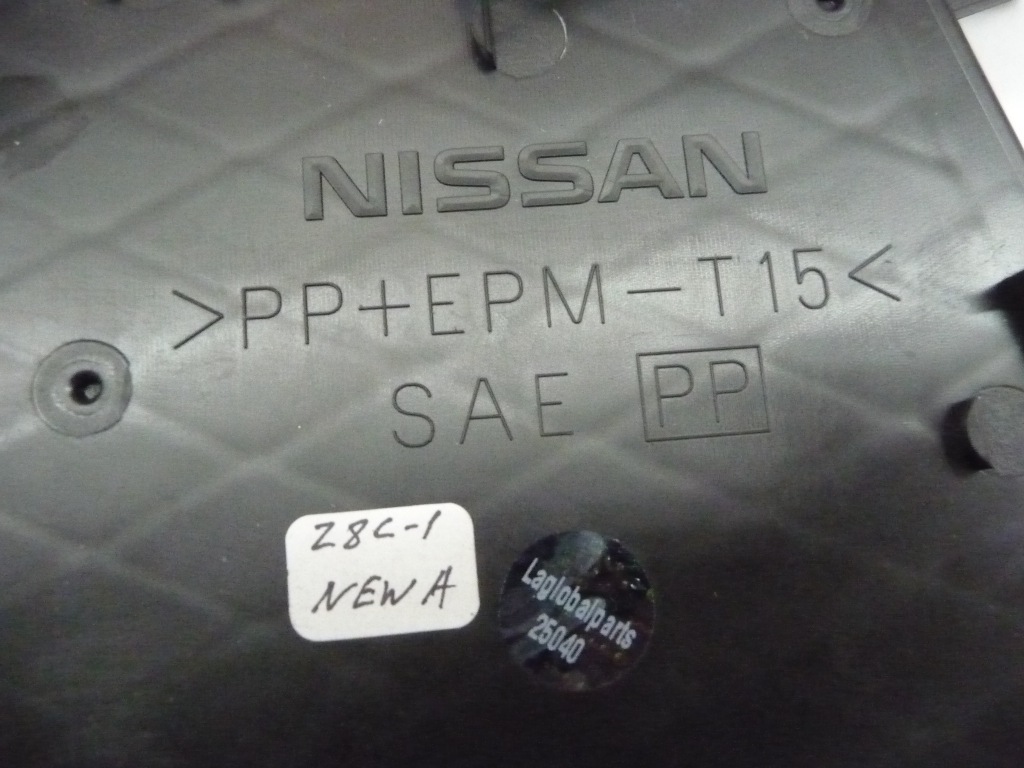 NISSAN
>PP+EPM-T15<
SAE PP
Z8C-1
NEW A
Laglobalparts
25040